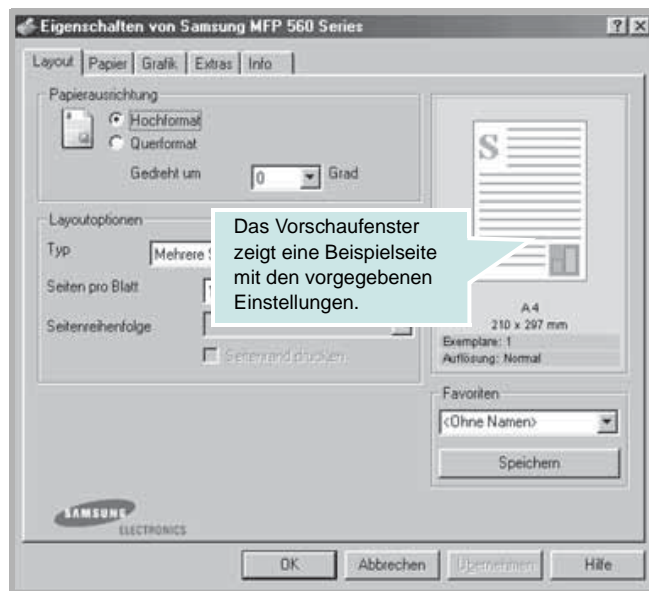 Eigenschaften von Samsung MFP 560 Series
Layout Papier Grafik Extras Info
Papierausrichtung
Hochformat
Querformat
Gedreht um 0 Grad
Layoutoptionen
Typ Mehrere S
Seiten pro Blatt
Seitenreihenfolge
Seitenrand drucken
Das Vorschaufenster
zeigt eine Beispielseite
mit den vorgegebenen
Einstellungen.
S
A4
210 x 297 mm
Exemplare: 1
Auflösung: Normal
Favoriten
<Ohne Namen>
Speichern
SAMSUNG
ELECTRONICS
OK Abbrechen Übernehmen Hilfe